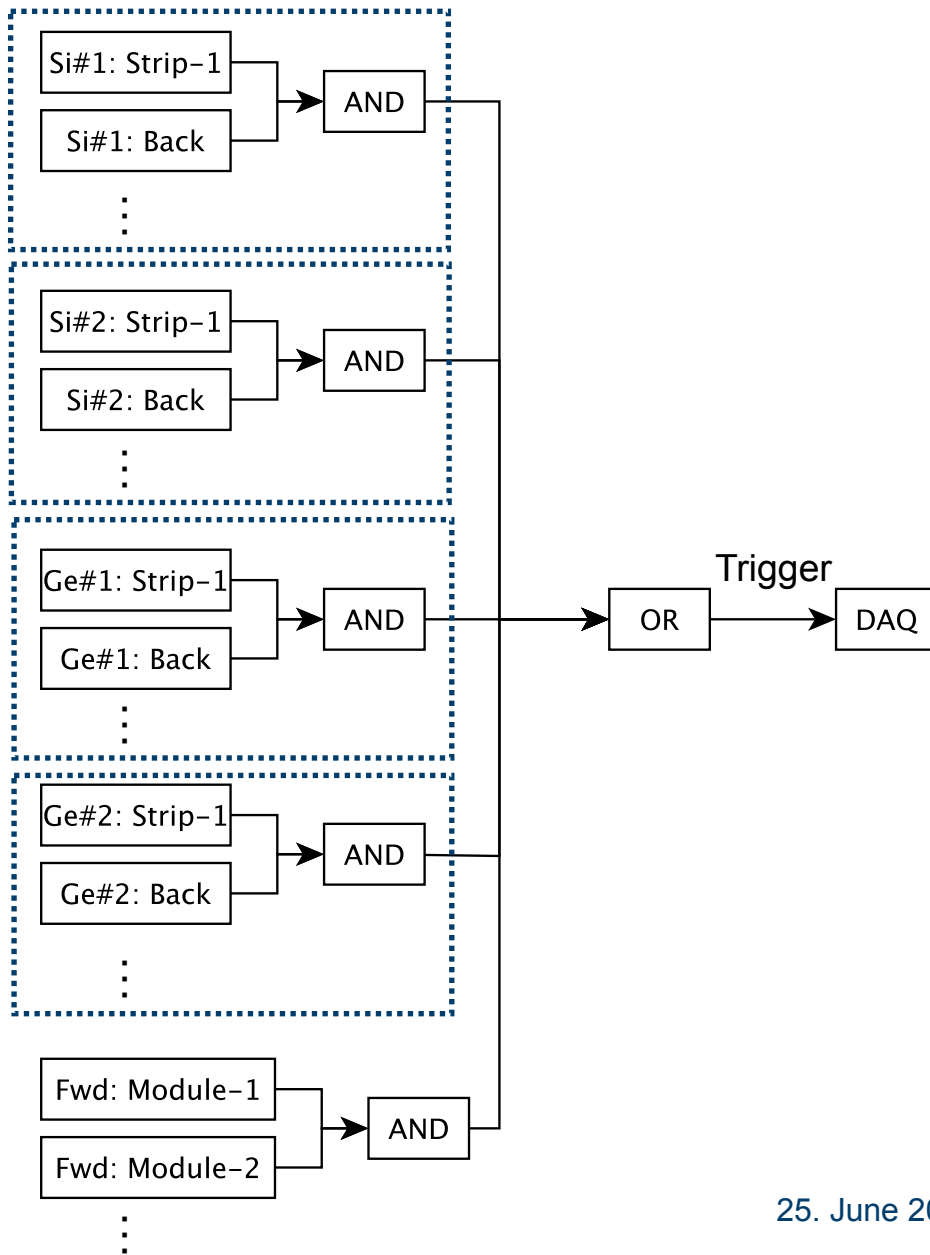 Si#1: Strip-1
AND
Si#1: Back
Si#2: Strip-1
AND
Si#2: Back
Ge#1: Strip-1
AND
Ge#1: Back
Trigger
OR
DAQ
Ge#2: Strip-1
AND
Ge#2: Back
Fwd: Module-1
AND
Fwd: Module-2
25. June